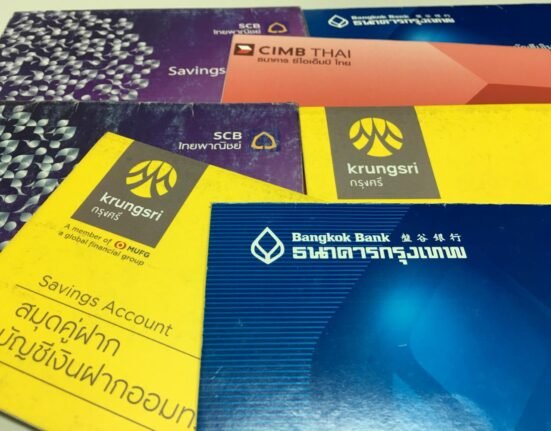 SCB
ไทยพาณิชย์
Savings
Bangkok Bank
ธนาคารกรุงเทพ
CIMB THAI
ธนาคาร ซีไอเอ็มบี ไทย
SCB
ไทยพาณิชย์
krungsri
กรุงศรี
krungsri
กรุงศรี
A member of MUFG
a global financial group
Savings Account
สมุดคู่ฝาก
บัญชีเงินฝากออมท
Bangkok Bank 盤谷銀行
ธนาคารกรุงเทพ